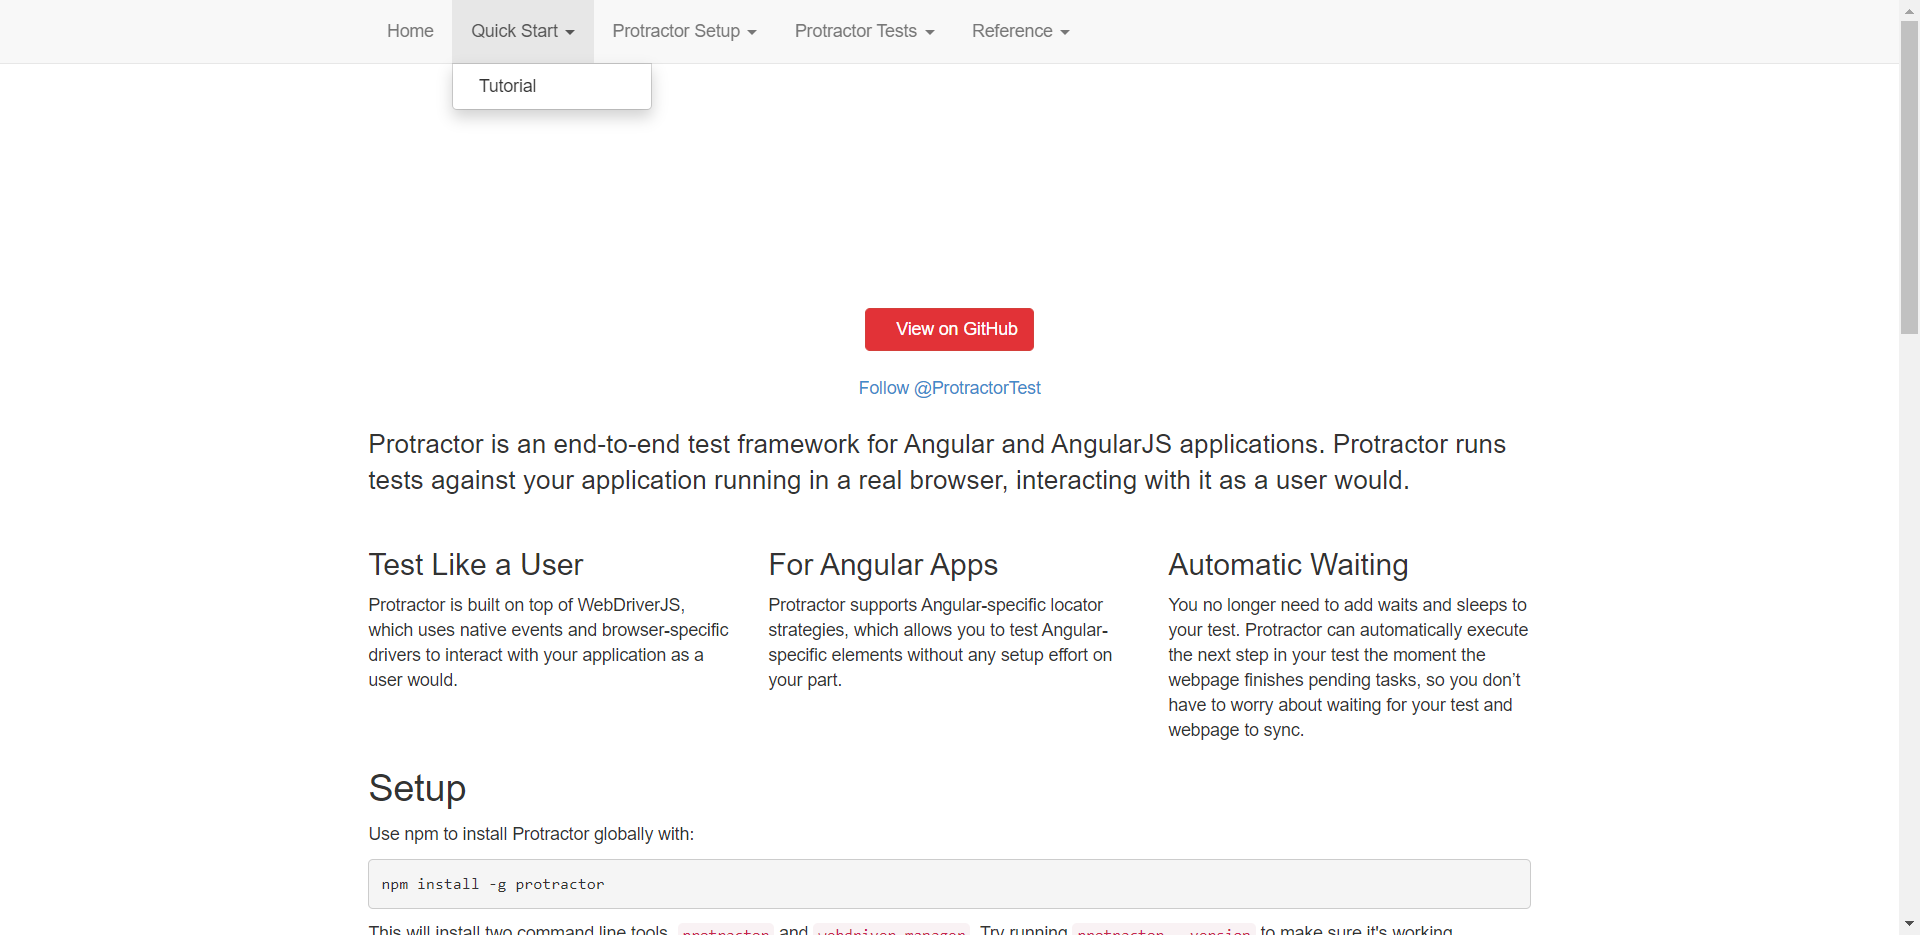 Home Quick Start Protractor Setup Protractor Tests Reference
Tutorial
View on GitHub
Follow @ProtractorTest
Protractor is an end-to-end test framework for Angular and AngularJS applications. Protractor runs
tests against your application running in a real browser, interacting with it as a user would.
Test Like a User
Protractor is built on top of WebDriverJS,
which uses native events and browser-specific
drivers to interact with your application as a
user would.
For Angular Apps
Protractor supports Angular-specific locator
strategies, which allows you to test Angular-
specific elements without any setup effort on
your part.
Automatic Waiting
You no longer need to add waits and sleeps to
your test. Protractor can automatically execute
the next step in your test the moment the
webpage finishes pending tasks, so you don’t
have to worry about waiting for your test and
webpage to sync.
Setup
Use npm to install Protractor globally with:
npm install -g protractor
This will install two command line tools, protractor and webdriver-manager. Try running protractor --version to make sure it's working.